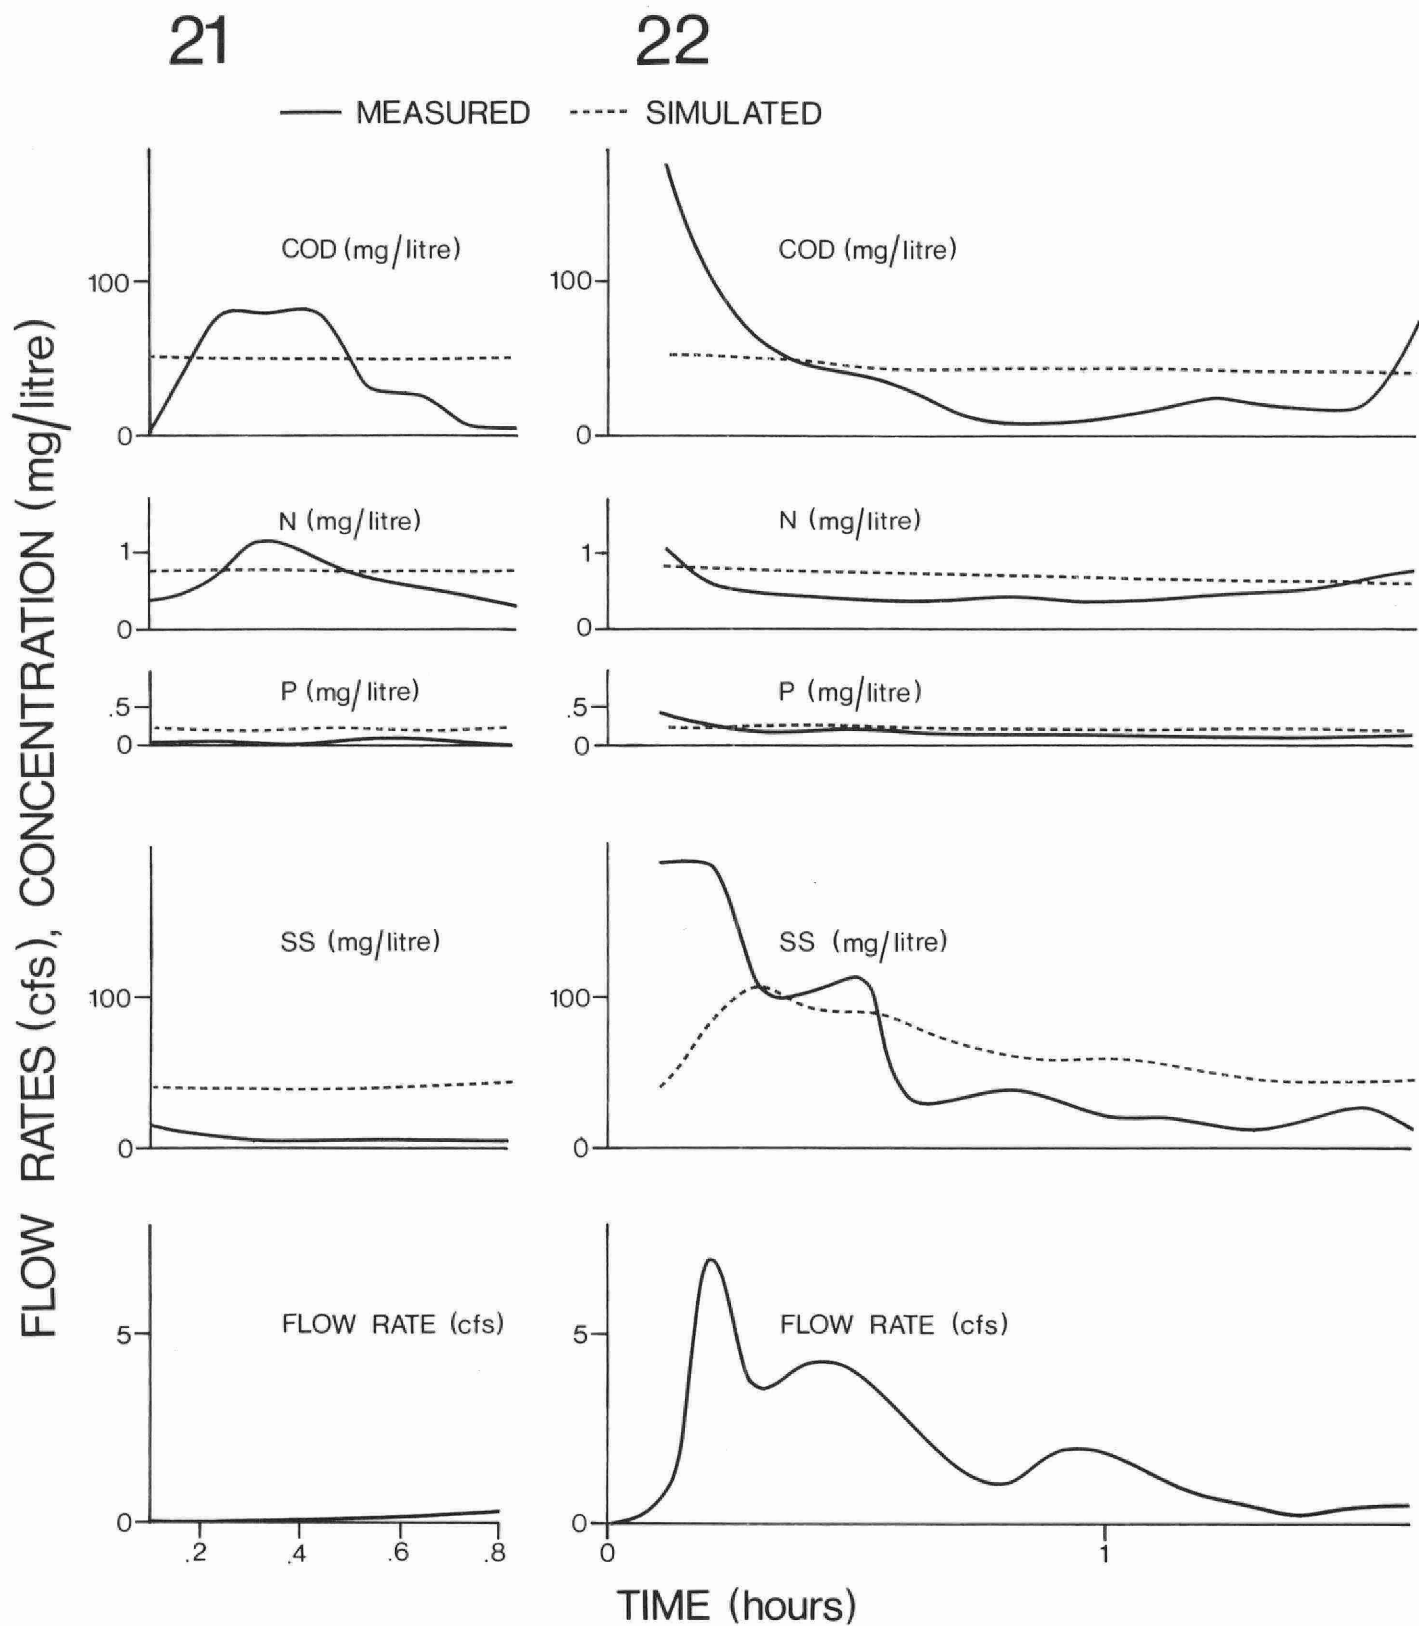 21 22
MEASURED SIMULATED
FLOW RATES (cfs), CONCENTRATION (mg/litre)
COD (mg/litre) COD (mg/litre)
100 100
0 0
N (mg/litre) N (mg/litre)
1 1
0 0
P (mg/litre) P (mg/litre)
.5 .5
0 0
SS (mg/litre) SS (mg/litre)
100 100
0 0
FLOW RATE (cfs) FLOW RATE (cfs)
5 5
0 0
.2 .4 .6 .8 0 1
TIME (hours)